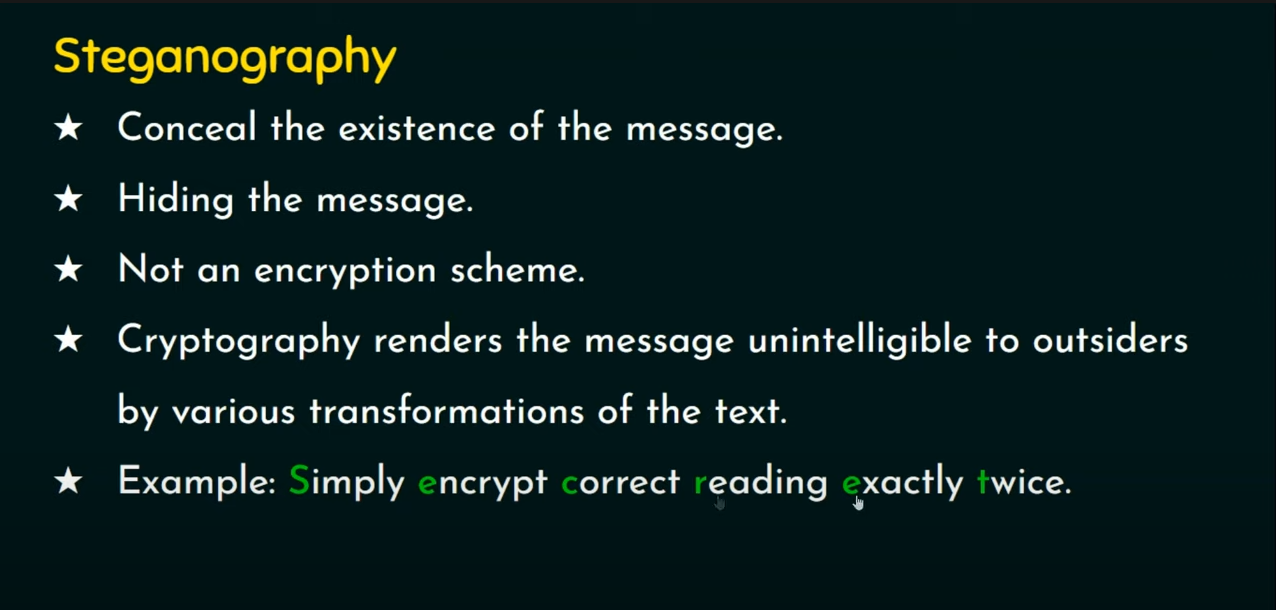 Steganography
★ Conceal the existence of the message.
★ Hiding the message.
★ Not an encryption scheme.
★ Cryptography renders the message unintelligible to outsiders
by various transformations of the text.
★ Example: Simply encrypt correct reading exactly twice.